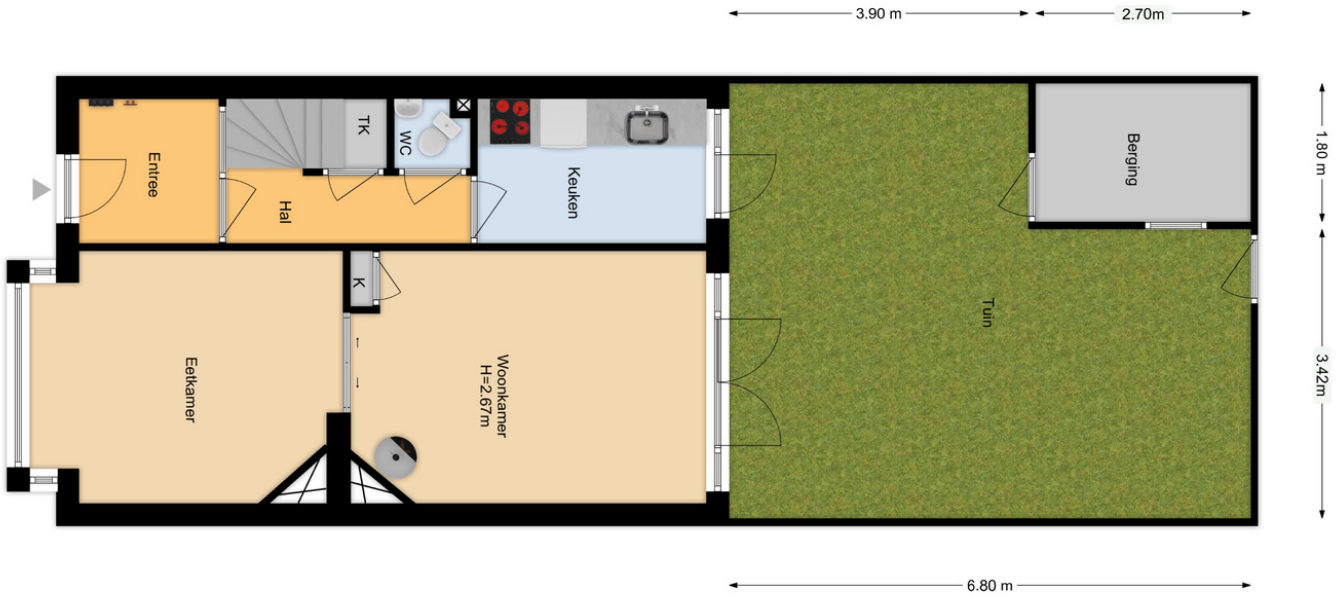 3.90 m
2.70m
Entree
TK
WC
Keuken
Berging
1.80 m
Hal
K
Tuin
Eetkamer
Woonkamer
H=2.67m
3.42m
6.80 m